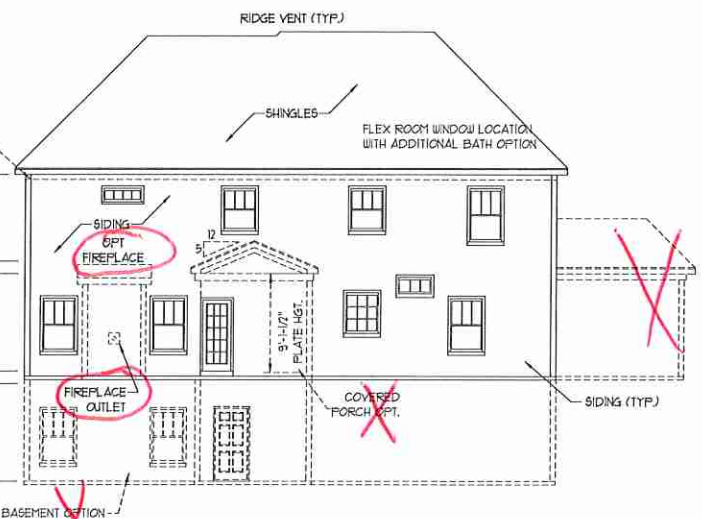 RIDGE VENT (TYP.)
SHINGLES
FLEX ROOM WINDOW LOCATION
WITH ADDITIONAL BATH OPTION
SIDING
OPT
FIREPLACE
12
5
9'-1-1/2"
PLATE HGT.
FIREPLACE
OUTLET
COVERED
PORCH OPT.
SIDING (TYP.)
BASEMENT OPTION